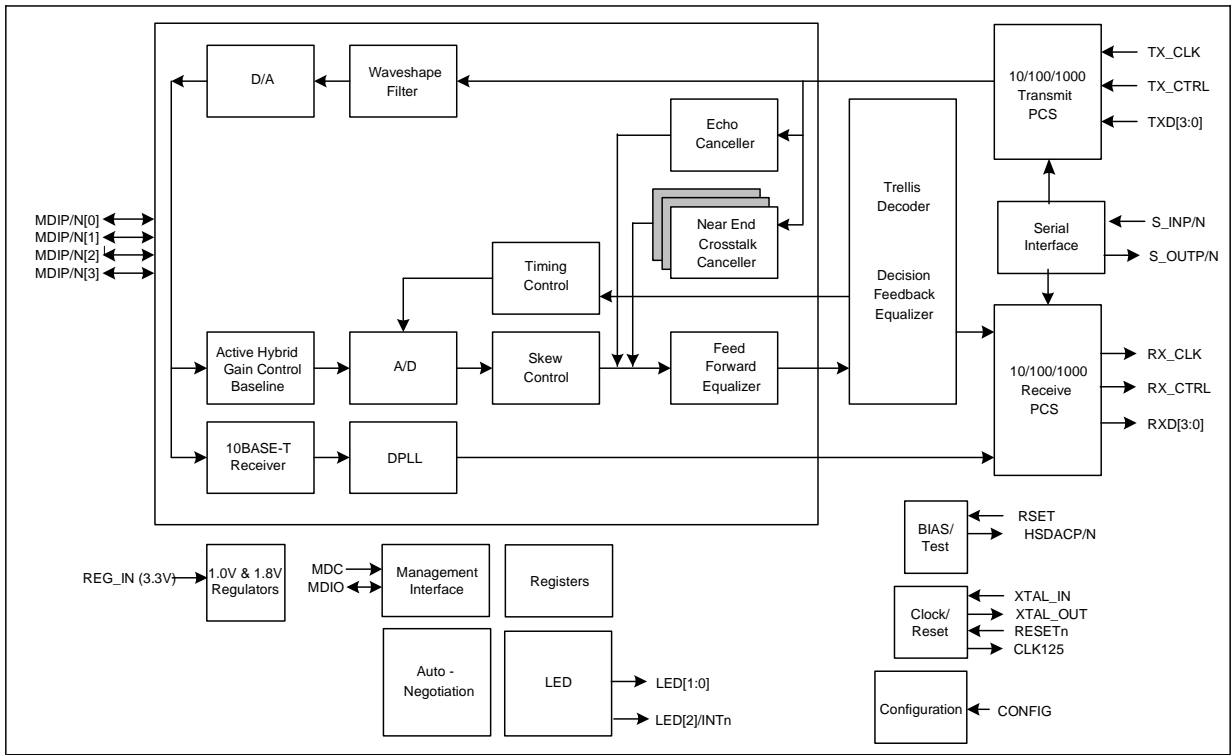 D/A
Waveshape
Filter
10/100/1000
Transmit
PCS
TX_CLK
TX_CTRL
TXD[3:0]
Echo
Canceller
Trellis
Decoder
Decision
Feedback
Equalizer
MDIP/N[0]
MDIP/N[1]
MDIP/N[2]
MDIP/N[3]
Near End
Crosstalk
Canceller
Serial
Interface
S_INP/N
S_OUTP/N
Timing
Control
Active Hybrid
Gain Control
Baseline
A/D
Skew
Control
Feed
Forward
Equalizer
10/100/1000
Receive
PCS
RX_CLK
RX_CTRL
RXD[3:0]
10BASE-T
Receiver
DPLL
BIAS/
Test
RSET
HSDACP/N
REG_IN (3.3V)
1.0V & 1.8V
Regulators
MDC
MDIO
Management
Interface
Registers
Clock/
Reset
XTAL_IN
XTAL_OUT
RESETn
CLK125
Auto -
Negotiation
LED
LED[1:0]
LED[2]/INTn
Configuration
CONFIG